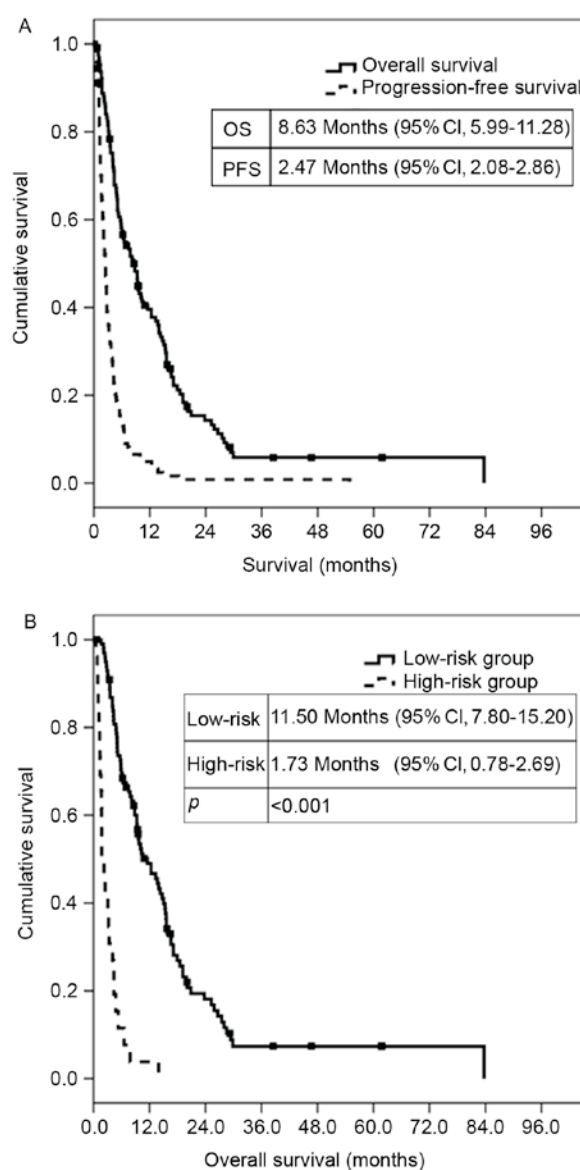 A
Overall survival
Progression-free survival
OS 8.63 Months (95% CI, 5.99-11.28)
PFS 2.47 Months (95% CI, 2.08-2.86)
Cumulative survival
1.0
0.8
0.6
0.4
0.2
0.0
0 12 24 36 48 60 72 84 96
Survival (months)
B
Low-risk group
High-risk group
Low-risk 11.50 Months (95% CI, 7.80-15.20)
High-risk 1.73 Months (95% CI, 0.78-2.69)
p <0.001
Cumulative survival
1.0
0.8
0.6
0.4
0.2
0.0
0.0 12.0 24.0 36.0 48.0 60.0 72.0 84.0 96.0
Overall survival (months)